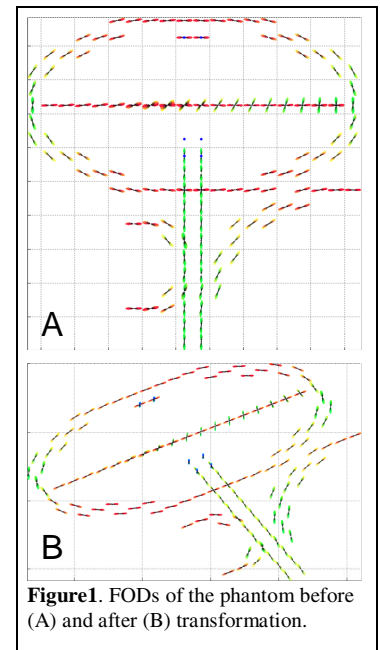 A
B
Figure1. FODs of the phantom before
(A) and after (B) transformation.